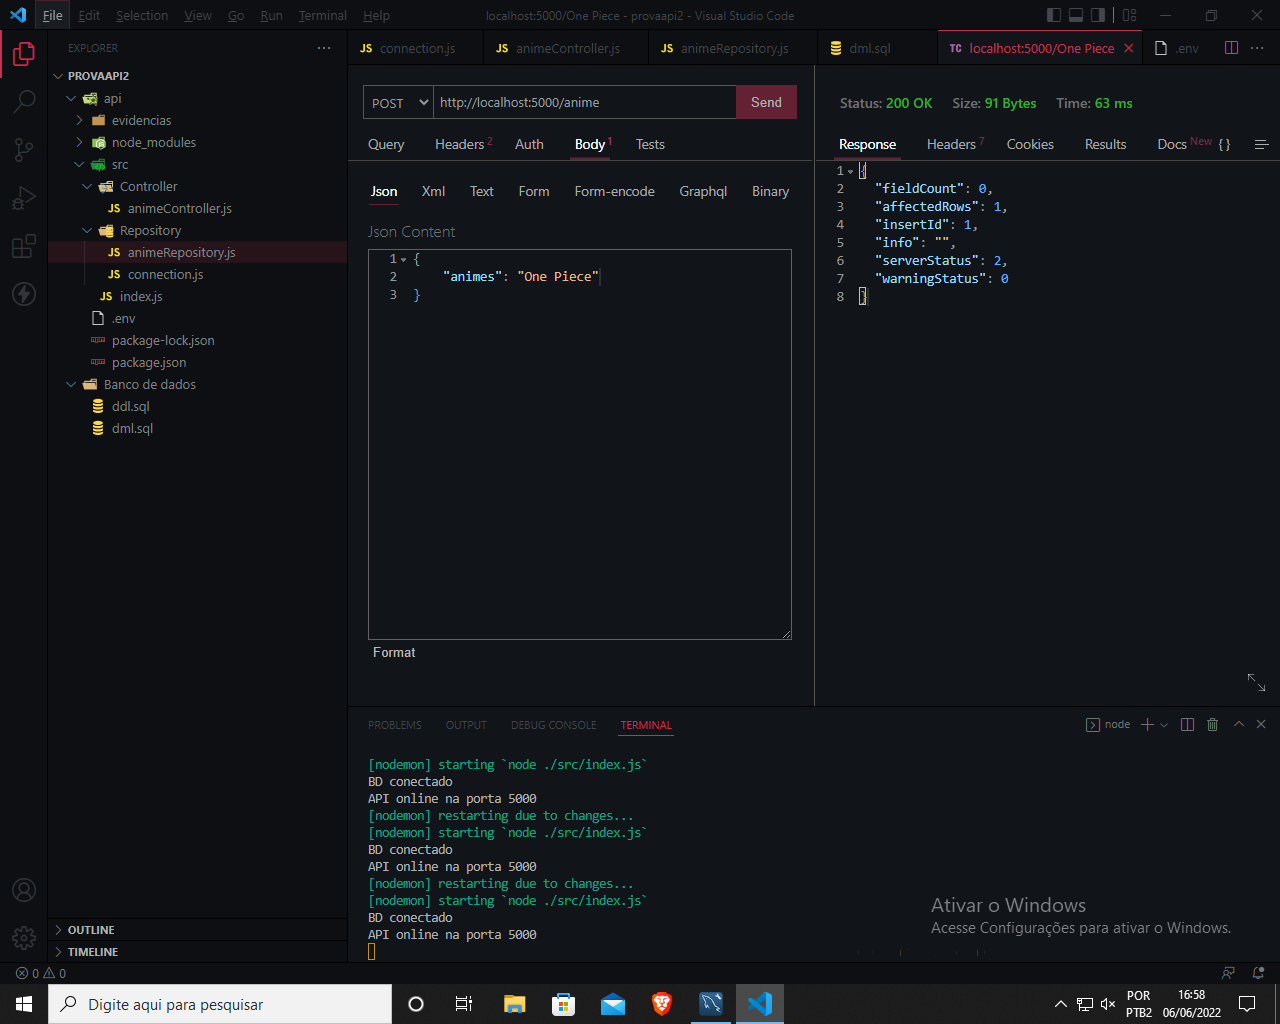 File Edit Selection View Go Run Terminal Help localhost:5000/One Piece - provaapi2 - Visual Studio Code
EXPLORER
PROVAAPI2
api
evidencias
node_modules
src
Controller
JS animeController.js
Repository
JS animeRepository.js
JS connection.js
JS index.js
.env
package-lock.json
package.json
Banco de dados
ddl.sql
dml.sql
OUTLINE
TIMELINE
JS connection.js JS animeController.js JS animeRepository.js dml.sql TC localhost:5000/One Piece .env
POST http://localhost:5000/anime Send
Query Headers 2 Auth Body 1 Tests
Json Xml Text Form Form-encode Graphql Binary
Json Content
1 {
2 "animes": "One Piece"
3 }
Format
Status: 200 OK Size: 91 Bytes Time: 63 ms
Response Headers 7 Cookies Results Docs New {}
1 {
2 "fieldCount": 0,
3 "affectedRows": 1,
4 "insertId": 1,
5 "info": "",
6 "serverStatus": 2,
7 "warningStatus": 0
8 }
PROBLEMS OUTPUT DEBUG CONSOLE TERMINAL node
[nodemon] starting `node ./src/index.js`
BD conectado
API online na porta 5000
[nodemon] restarting due to changes...
[nodemon] starting `node ./src/index.js`
BD conectado
API online na porta 5000
[nodemon] restarting due to changes...
[nodemon] starting `node ./src/index.js`
BD conectado
API online na porta 5000
Ativar o Windows
Acesse Configurações para ativar o Windows.
0 0
Digite aqui para pesquisar
POR
PTB2
16:58
06/06/2022